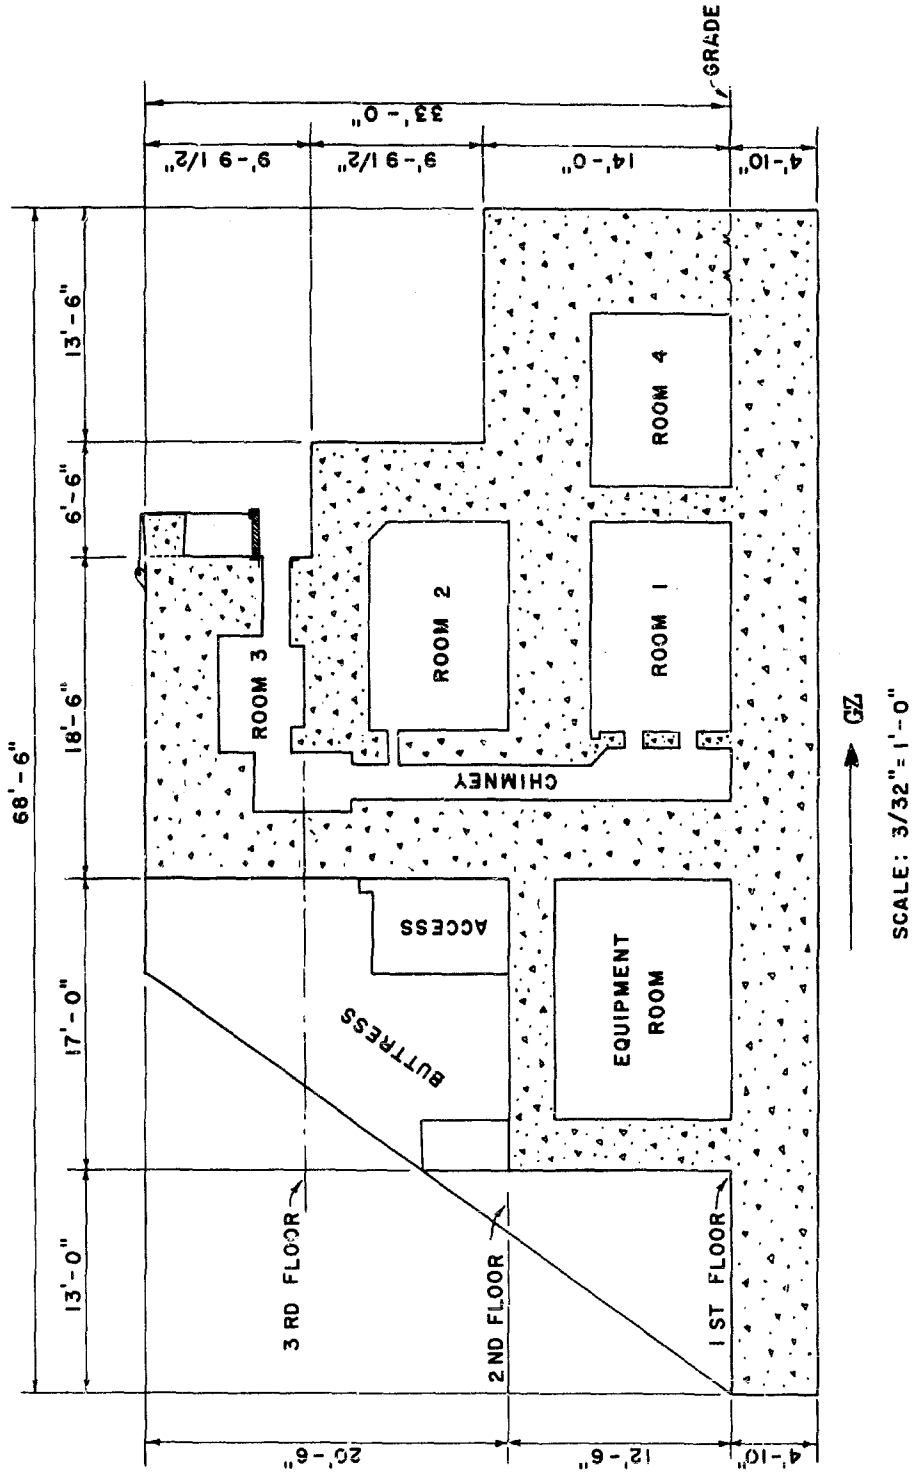 68'-6"
13'-0"
17'-0"
18'-6"
6'-6"
13'-6"
20'-6"
12'-6"
4'-10"
9'-9 1/2"
9'-9 1/2"
14'-0"
4'-10"
33'-0"
GRADE
3 RD FLOOR
2ND FLOOR
1 ST FLOOR
BUTTRESS
ACCESS
EQUIPMENT
ROOM
CHIMNEY
ROOM 3
ROOM 2
ROOM 1
ROOM 4
GZ
SCALE: 3/32"= 1'-0"